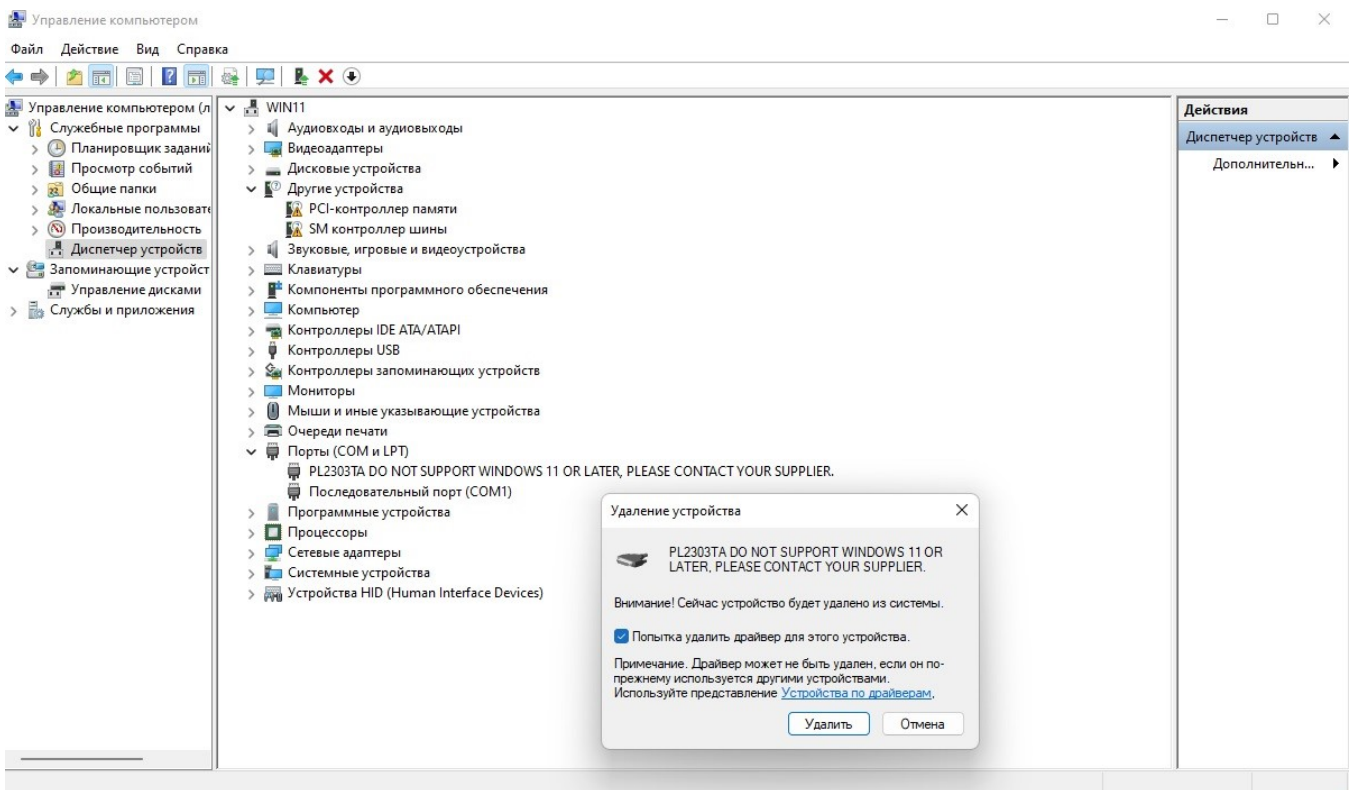 Управление компьютером
Файл Действие Вид Справка
Управление компьютером (л
Служебные программы
Планировщик заданий
Просмотр событий
Общие папки
Локальные пользовате
Производительность
Диспетчер устройств
Запоминающие устройст
Управление дисками
Службы и приложения
WIN11
Аудиовходы и аудиовыходы
Видеоадаптеры
Дисковые устройства
Другие устройства
PCI-контроллер памяти
SM контроллер шины
Звуковые, игровые и видеоустройства
Клавиатуры
Компоненты программного обеспечения
Компьютер
Контроллеры IDE ATA/ATAPI
Контроллеры USB
Контроллеры запоминающих устройств
Мониторы
Мыши и иные указывающие устройства
Очереди печати
Порты (COM и LPT)
PL2303TA DO NOT SUPPORT WINDOWS 11 OR LATER, PLEASE CONTACT YOUR SUPPLIER.
Последовательный порт (COM1)
Программные устройства
Процессоры
Сетевые адаптеры
Системные устройства
Устройства HID (Human Interface Devices)
Действия
Диспетчер устройств
Дополнительн...
Удаление устройства
PL2303TA DO NOT SUPPORT WINDOWS 11 OR
LATER, PLEASE CONTACT YOUR SUPPLIER.
Внимание! Сейчас устройство будет удалено из системы.
Попытка удалить драйвер для этого устройства.
Примечание. Драйвер может не быть удален, если он по-
прежнему используется другими устройствами.
Используйте представление Устройства по драйверам.
Удалить Отмена